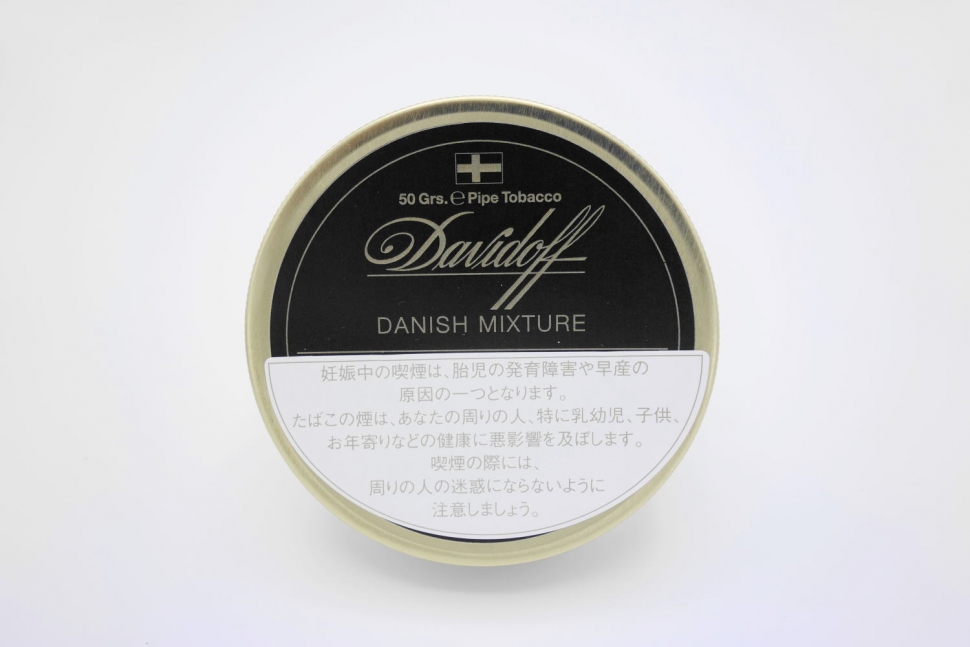 50 Grs. ℮ Pipe Tobacco
Davidoff
DANISH MIXTURE
妊娠中の喫煙は、胎児の発育障害や早産の
原因の一つとなります。
たばこの煙は、あなたの周りの人、特に乳幼児、子供、
お年寄りなどの健康に悪影響を及ぼします。
喫煙の際には、
周りの人の迷惑にならないように
注意しましょう。